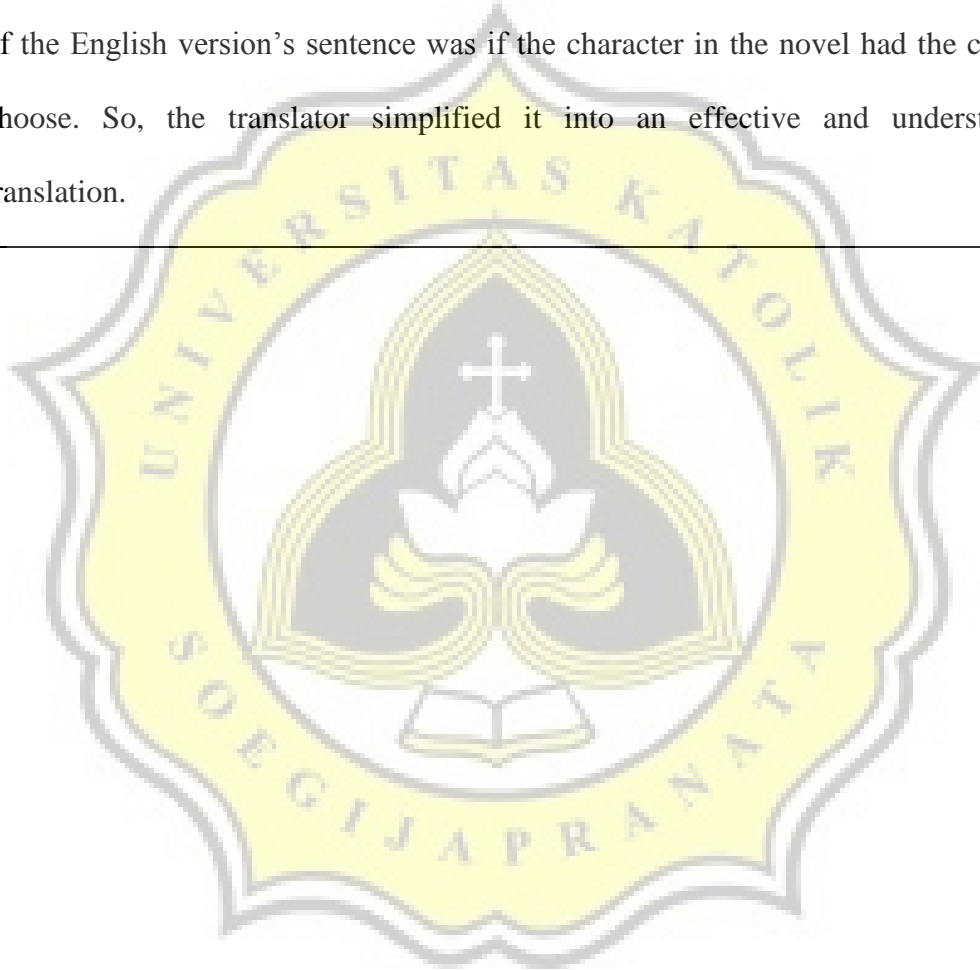 f the English version's sentence was if the character in the novel had the c
hoose. So, the translator simplified it into an effective and underst
ranslation.
UNIVERSITAS KATOLIK
SOEGIJAPRANATA